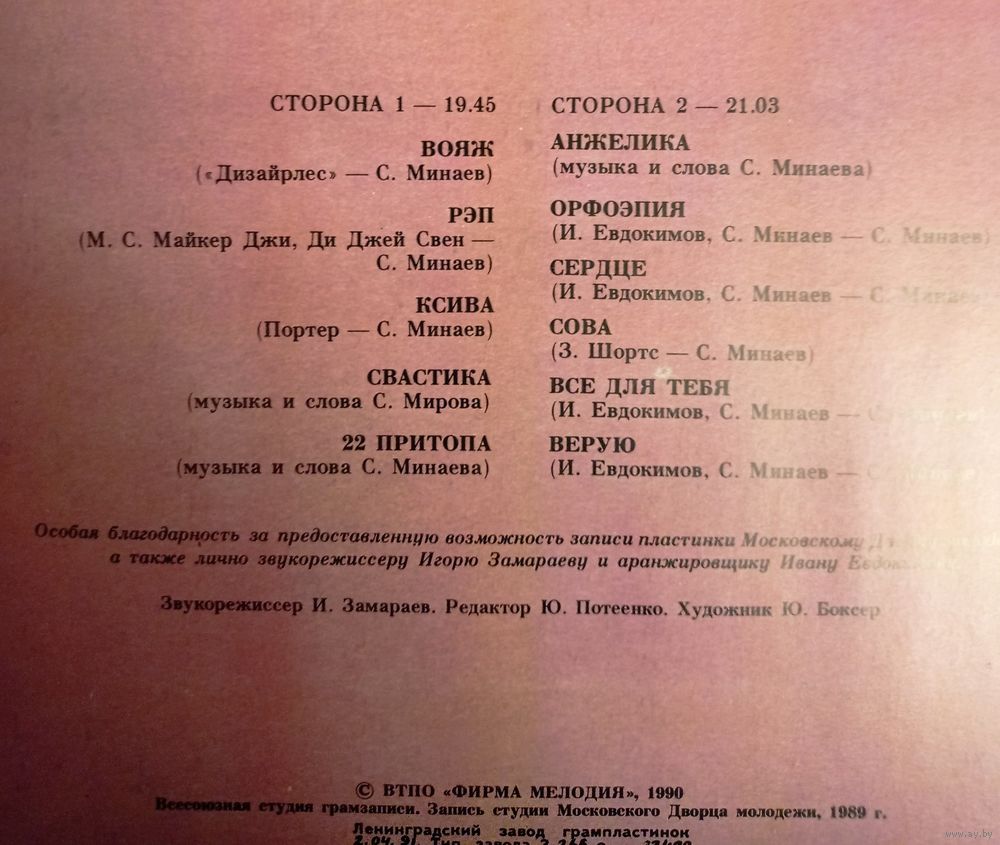 СТОРОНА 1 — 19.45
ВОЯЖ
(«Дизайрлес» — С. Минаев)
РЭП
(М. С. Майкер Джи, Ди Джей Свен —
С. Минаев)
КСИВА
(Портер — С. Минаев)
СВАСТИКА
(музыка и слова С. Мирова)
22 ПРИТОПА
(музыка и слова С. Минаева)
СТОРОНА 2 — 21.03
АНЖЕЛИКА
(музыка и слова С. Минаева)
ОРФОЭПИЯ
(И. Евдокимов, С. Минаев — С. Минаев)
СЕРДЦЕ
(И. Евдокимов, С. Минаев — С. Минаев)
СОВА
(З. Шортс — С. Минаев)
ВСЕ ДЛЯ ТЕБЯ
(И. Евдокимов, С. Минаев —
ВЕРУЮ
(И. Евдокимов, С. Минаев —
Особая благодарность за предоставленную возможность записи пластинки Московскому
а также лично звукорежиссеру Игорю Замараеву и аранжировщику Ивану
Звукорежиссер И. Замараев. Редактор Ю. Потеенко. Художник Ю. Боксер
© ВТПО «ФИРМА МЕЛОДИЯ», 1990
Всесоюзная студия грамзаписи. Запись студии Московского Дворца молодежи, 1989 г.
Ленинградский завод грампластинок
www.ay.by